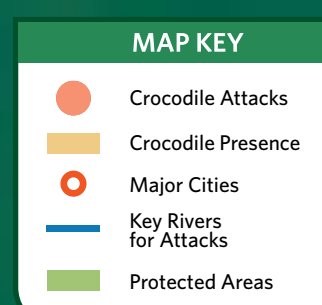 MAP KEY
Crocodile Attacks
Crocodile Presence
Major Cities
Key Rivers
for Attacks
Protected Areas